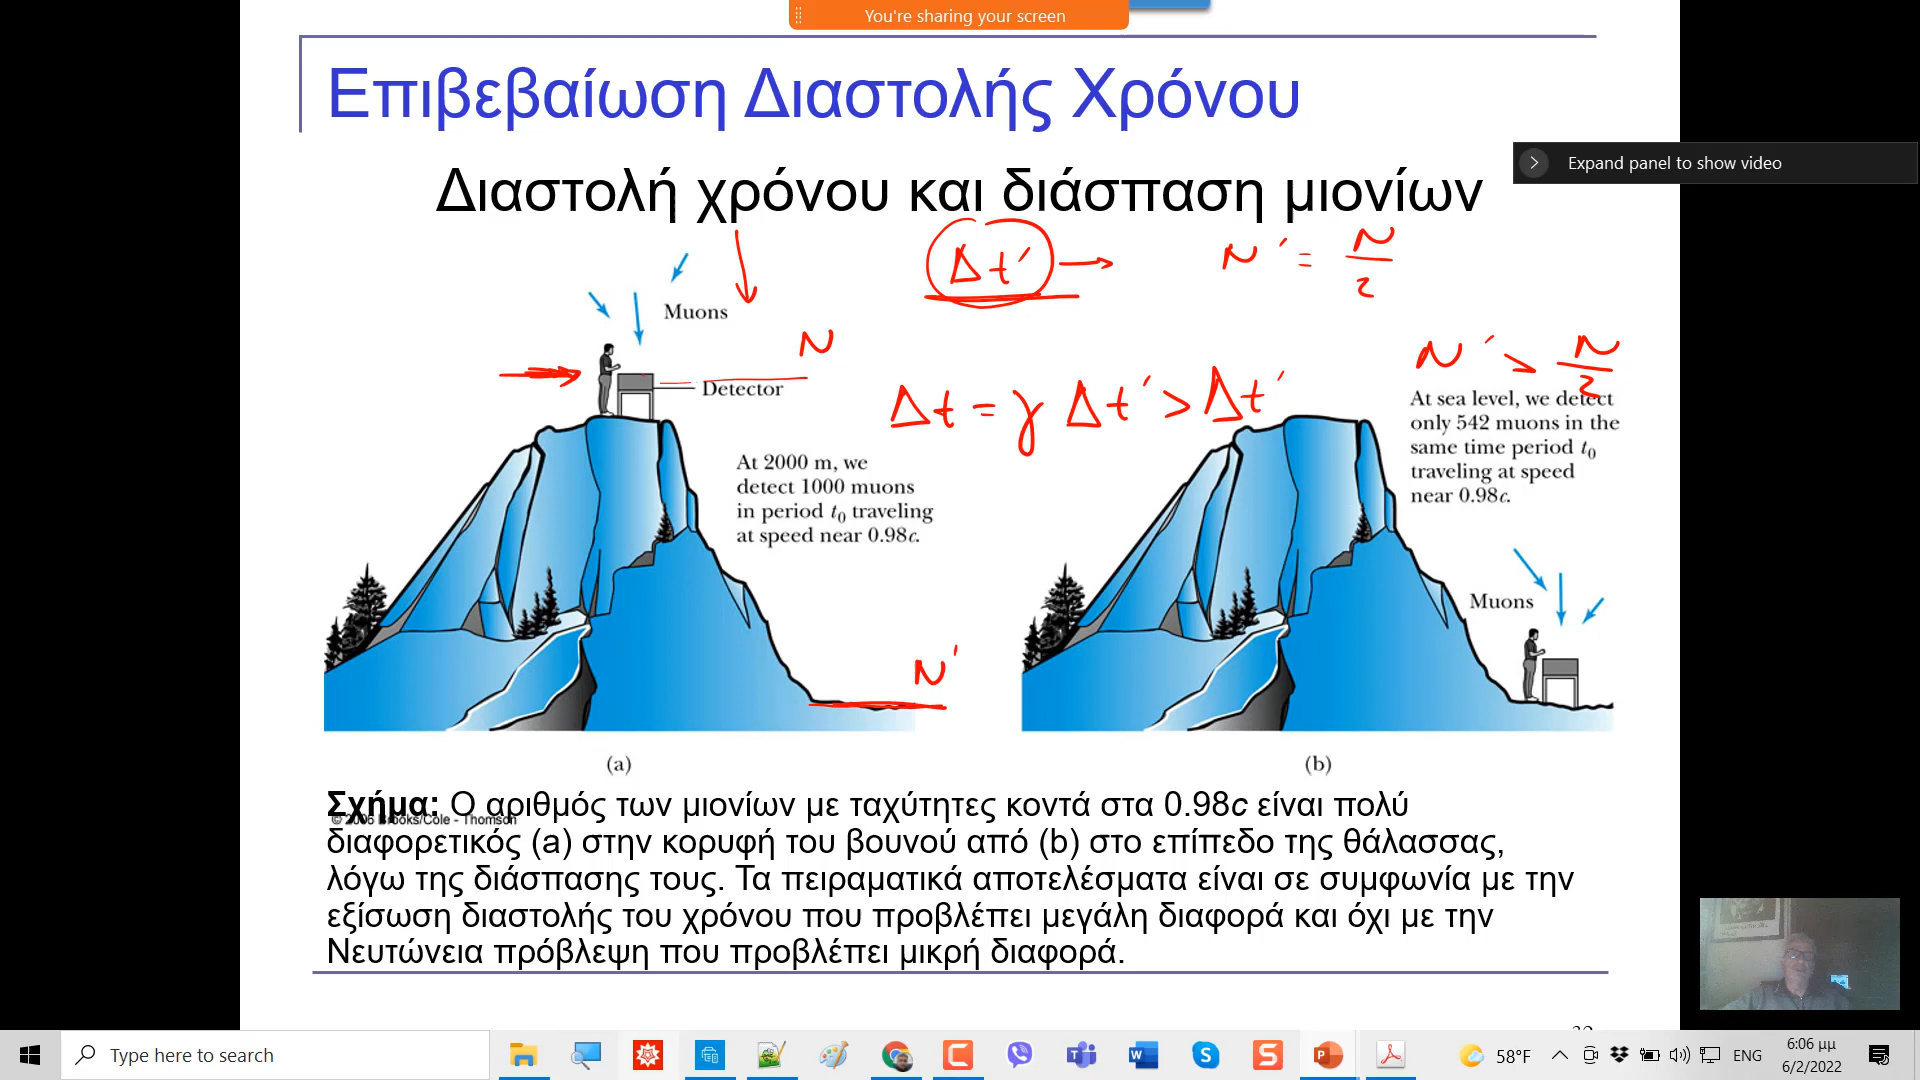 You're sharing your screen
Επιβεβαίωση Διαστολής Χρόνου
Expand panel to show video
Διαστολή χρόνου και διάσπαση μιονίων
Δt′ → N′ = N/2
Muons
N
N′ > N/2
Detector
Δt = γ Δt′ > Δt′
At 2000 m, we
detect 1000 muons
in period t₀ traveling
at speed near 0.98c.
At sea level, we detect
only 542 muons in the
same time period t₀
traveling at speed
near 0.98c.
Muons
N′
(a)
(b)
Σχήμα: Ο αριθμός των μιονίων με ταχύτητες κοντά στα 0.98c είναι πολύ
© 2006 Brooks/Cole - Thomson
διαφορετικός (a) στην κορυφή του βουνού από (b) στο επίπεδο της θάλασσας,
λόγω της διάσπασης τους. Τα πειραματικά αποτελέσματα είναι σε συμφωνία με την
εξίσωση διαστολής του χρόνου που προβλέπει μεγάλη διαφορά και όχι με την
Νευτώνεια πρόβλεψη που προβλέπει μικρή διαφορά.
Type here to search
58°F
ENG
6:06 μμ
6/2/2022